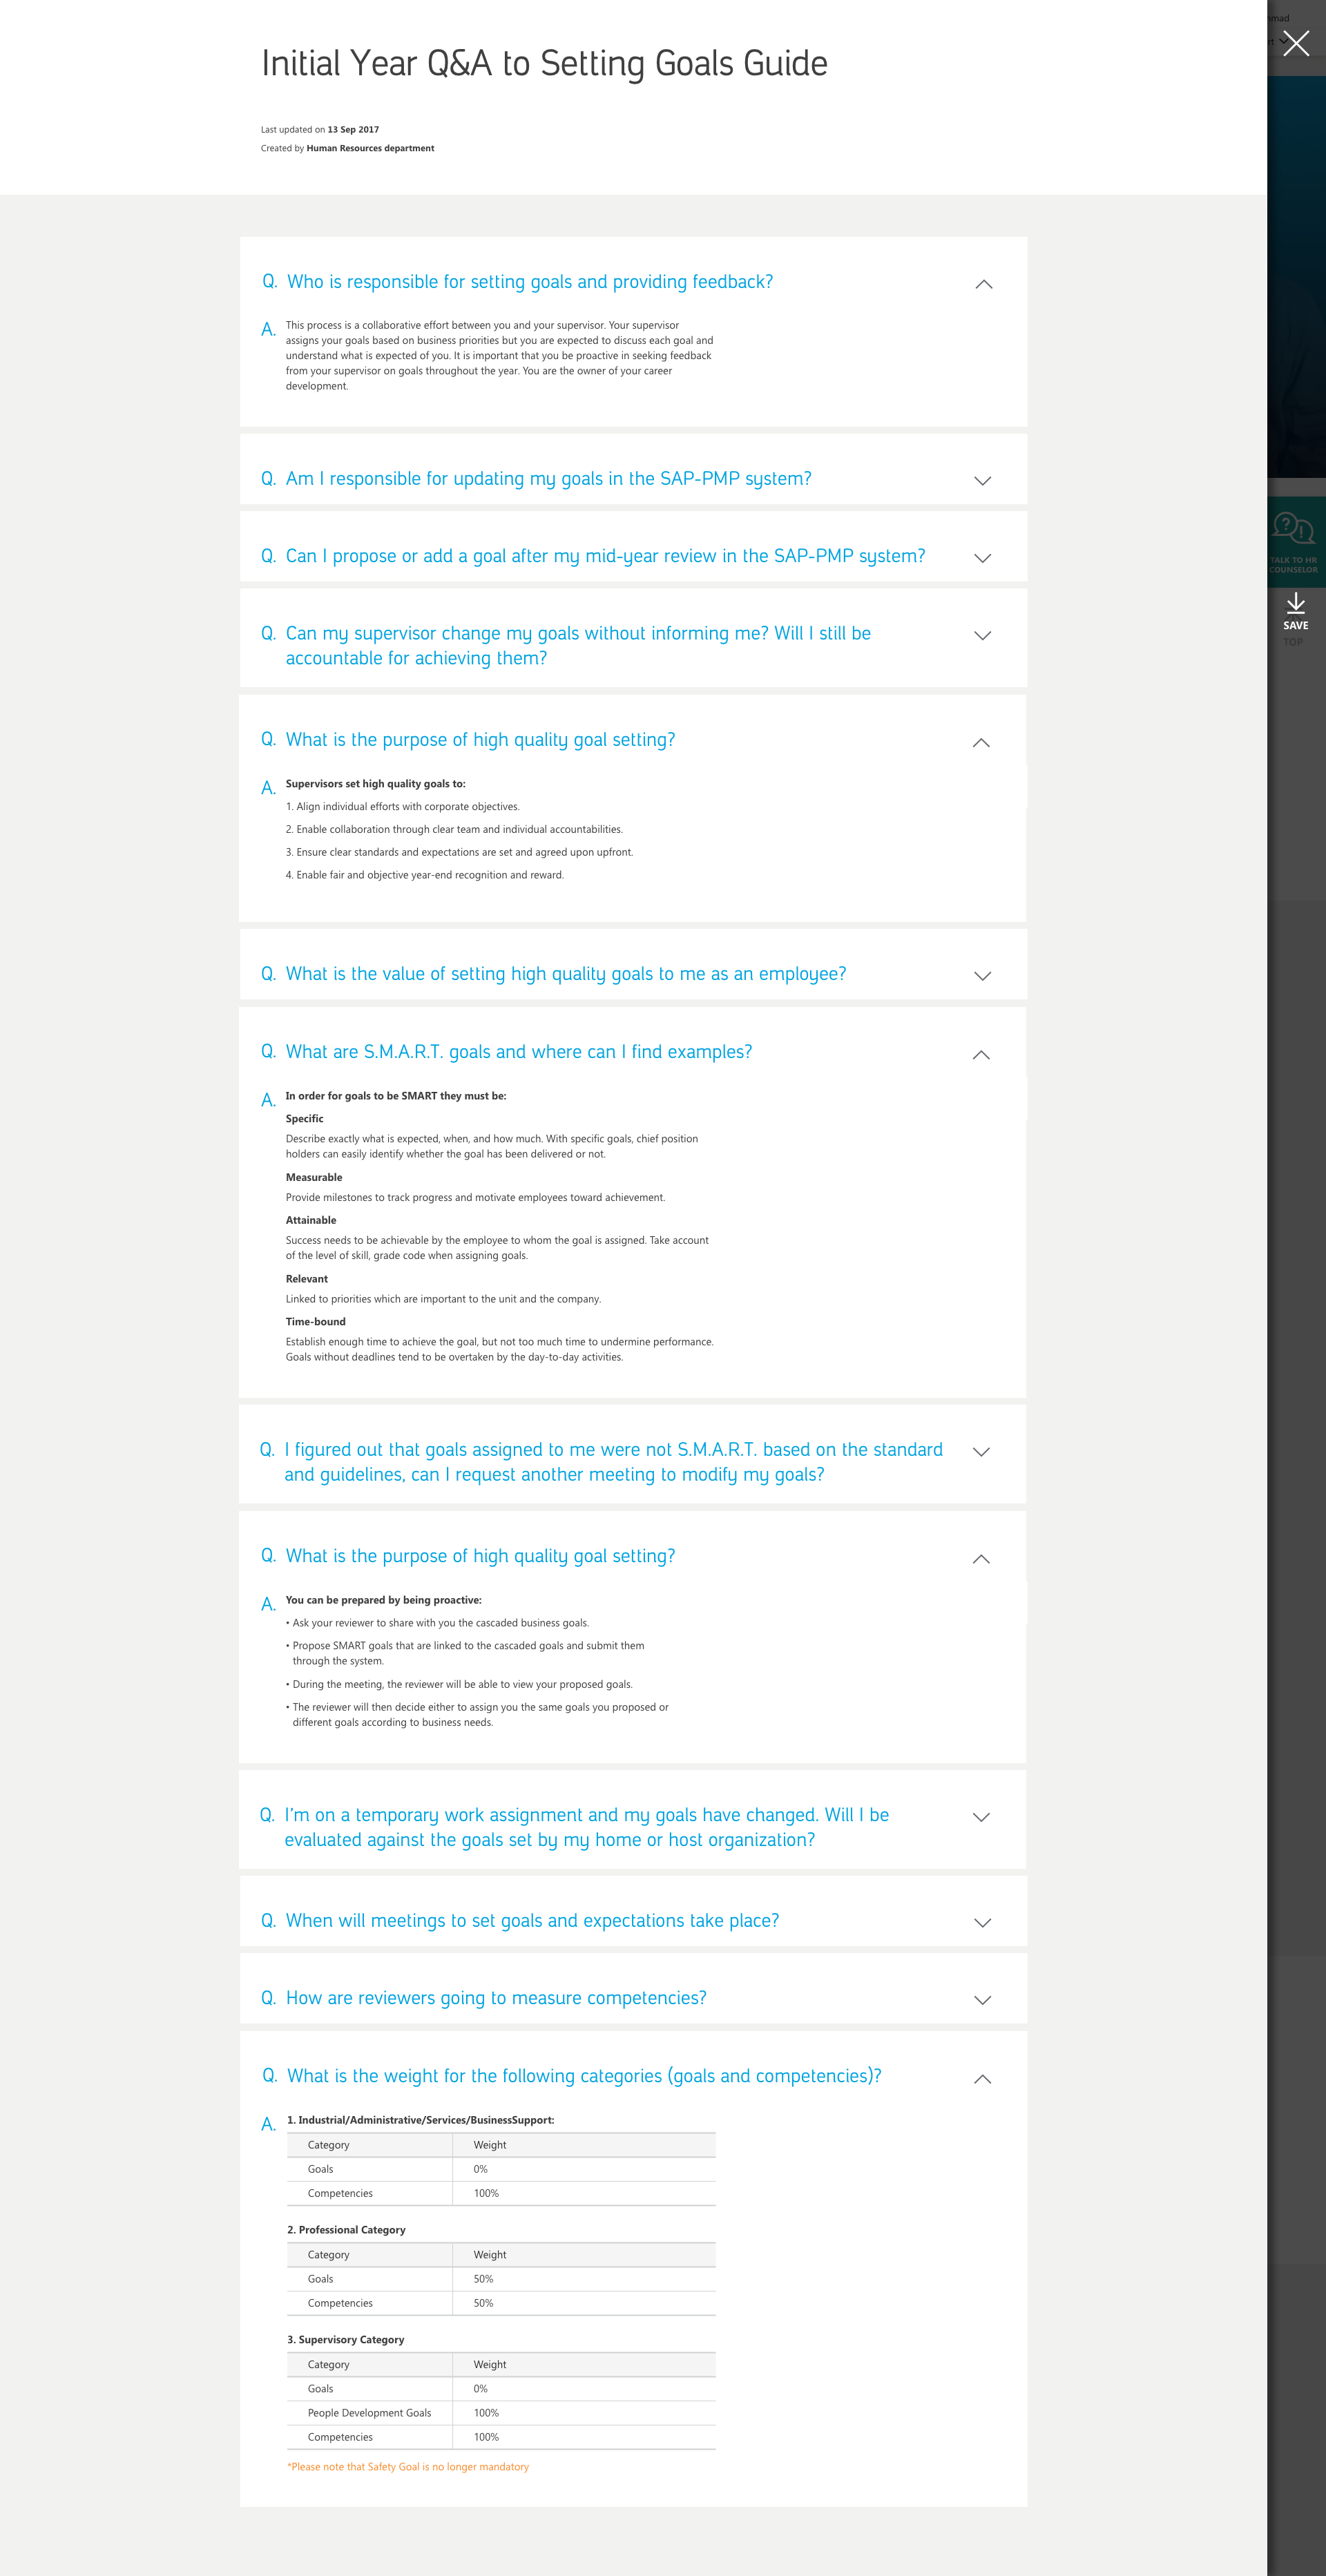 Initial Year Q&A to Setting Goals Guide
Last updated on 13 Sep 2017
Created by Human Resources department
Q. Who is responsible for setting goals and providing feedback?
A. This process is a collaborative effort between you and your supervisor. Your supervisor
assigns your goals based on business priorities but you are expected to discuss each goal and
understand what is expected of you. It is important that you be proactive in seeking feedback
from your supervisor on goals throughout the year. You are the owner of your career
development.
Q. Am I responsible for updating my goals in the SAP-PMP system?
TALK TO HR
COUNSELOR
Q. Can I propose or add a goal after my mid-year review in the SAP-PMP system?
SAVE
TOP
Q. Can my supervisor change my goals without informing me? Will I still be
accountable for achieving them?
Q. What is the purpose of high quality goal setting?
A. Supervisors set high quality goals to:
1. Align individual efforts with corporate objectives.
2. Enable collaboration through clear team and individual accountabilities.
3. Ensure clear standards and expectations are set and agreed upon upfront.
4. Enable fair and objective year-end recognition and reward.
Q. What is the value of setting high quality goals to me as an employee?
Q. What are S.M.A.R.T. goals and where can I find examples?
A. In order for goals to be SMART they must be:
Specific
Describe exactly what is expected, when, and how much. With specific goals, chief position
holders can easily identify whether the goal has been delivered or not.
Measurable
Provide milestones to track progress and motivate employees toward achievement.
Attainable
Success needs to be achievable by the employee to whom the goal is assigned. Take account
of the level of skill, grade code when assigning goals.
Relevant
Linked to priorities which are important to the unit and the company.
Time-bound
Establish enough time to achieve the goal, but not too much time to undermine performance.
Goals without deadlines tend to be overtaken by the day-to-day activities.
Q. I figured out that goals assigned to me were not S.M.A.R.T. based on the standard
and guidelines, can I request another meeting to modify my goals?
Q. What is the purpose of high quality goal setting?
A. You can be prepared by being proactive:
• Ask your reviewer to share with you the cascaded business goals.
• Propose SMART goals that are linked to the cascaded goals and submit them
through the system.
• During the meeting, the reviewer will be able to view your proposed goals.
• The reviewer will then decide either to assign you the same goals you proposed or
different goals according to business needs.
Q. I'm on a temporary work assignment and my goals have changed. Will I be
evaluated against the goals set by my home or host organization?
Q. When will meetings to set goals and expectations take place?
Q. How are reviewers going to measure competencies?
Q. What is the weight for the following categories (goals and competencies)?
A. 1. Industrial/Administrative/Services/BusinessSupport:
Category Weight
Goals 0%
Competencies 100%
2. Professional Category
Category Weight
Goals 50%
Competencies 50%
3. Supervisory Category
Category Weight
Goals 0%
People Development Goals 100%
Competencies 100%
*Please note that Safety Goal is no longer mandatory